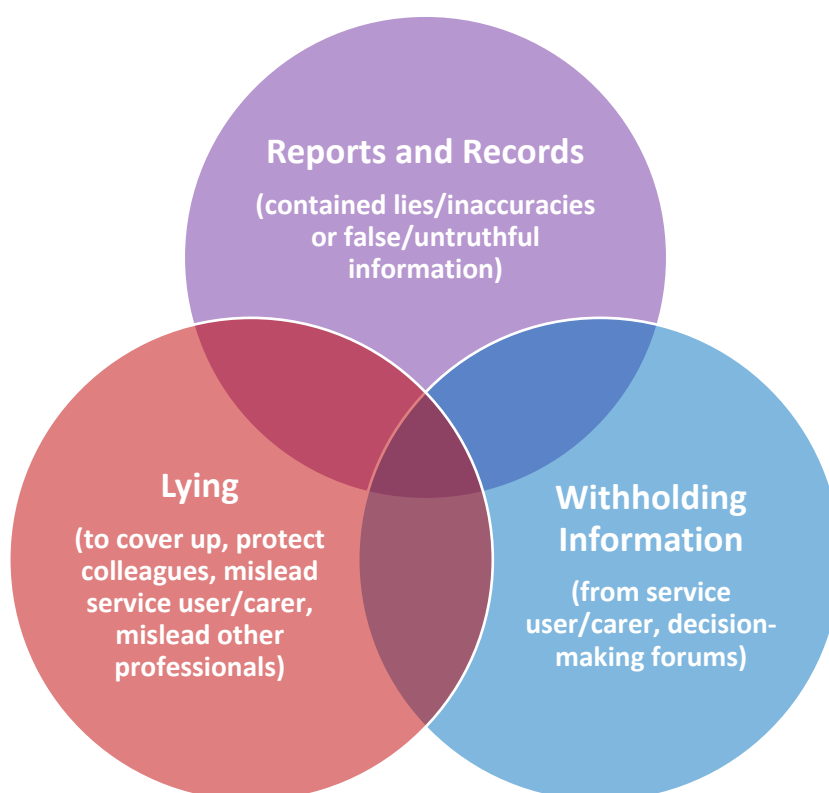 Reports and Records
(contained lies/inaccuracies
or false/untruthful
information)
Lying
(to cover up, protect
colleagues, mislead
service user/carer,
mislead other
professionals)
Withholding
Information
(from service
user/carer, decision-
making forums)